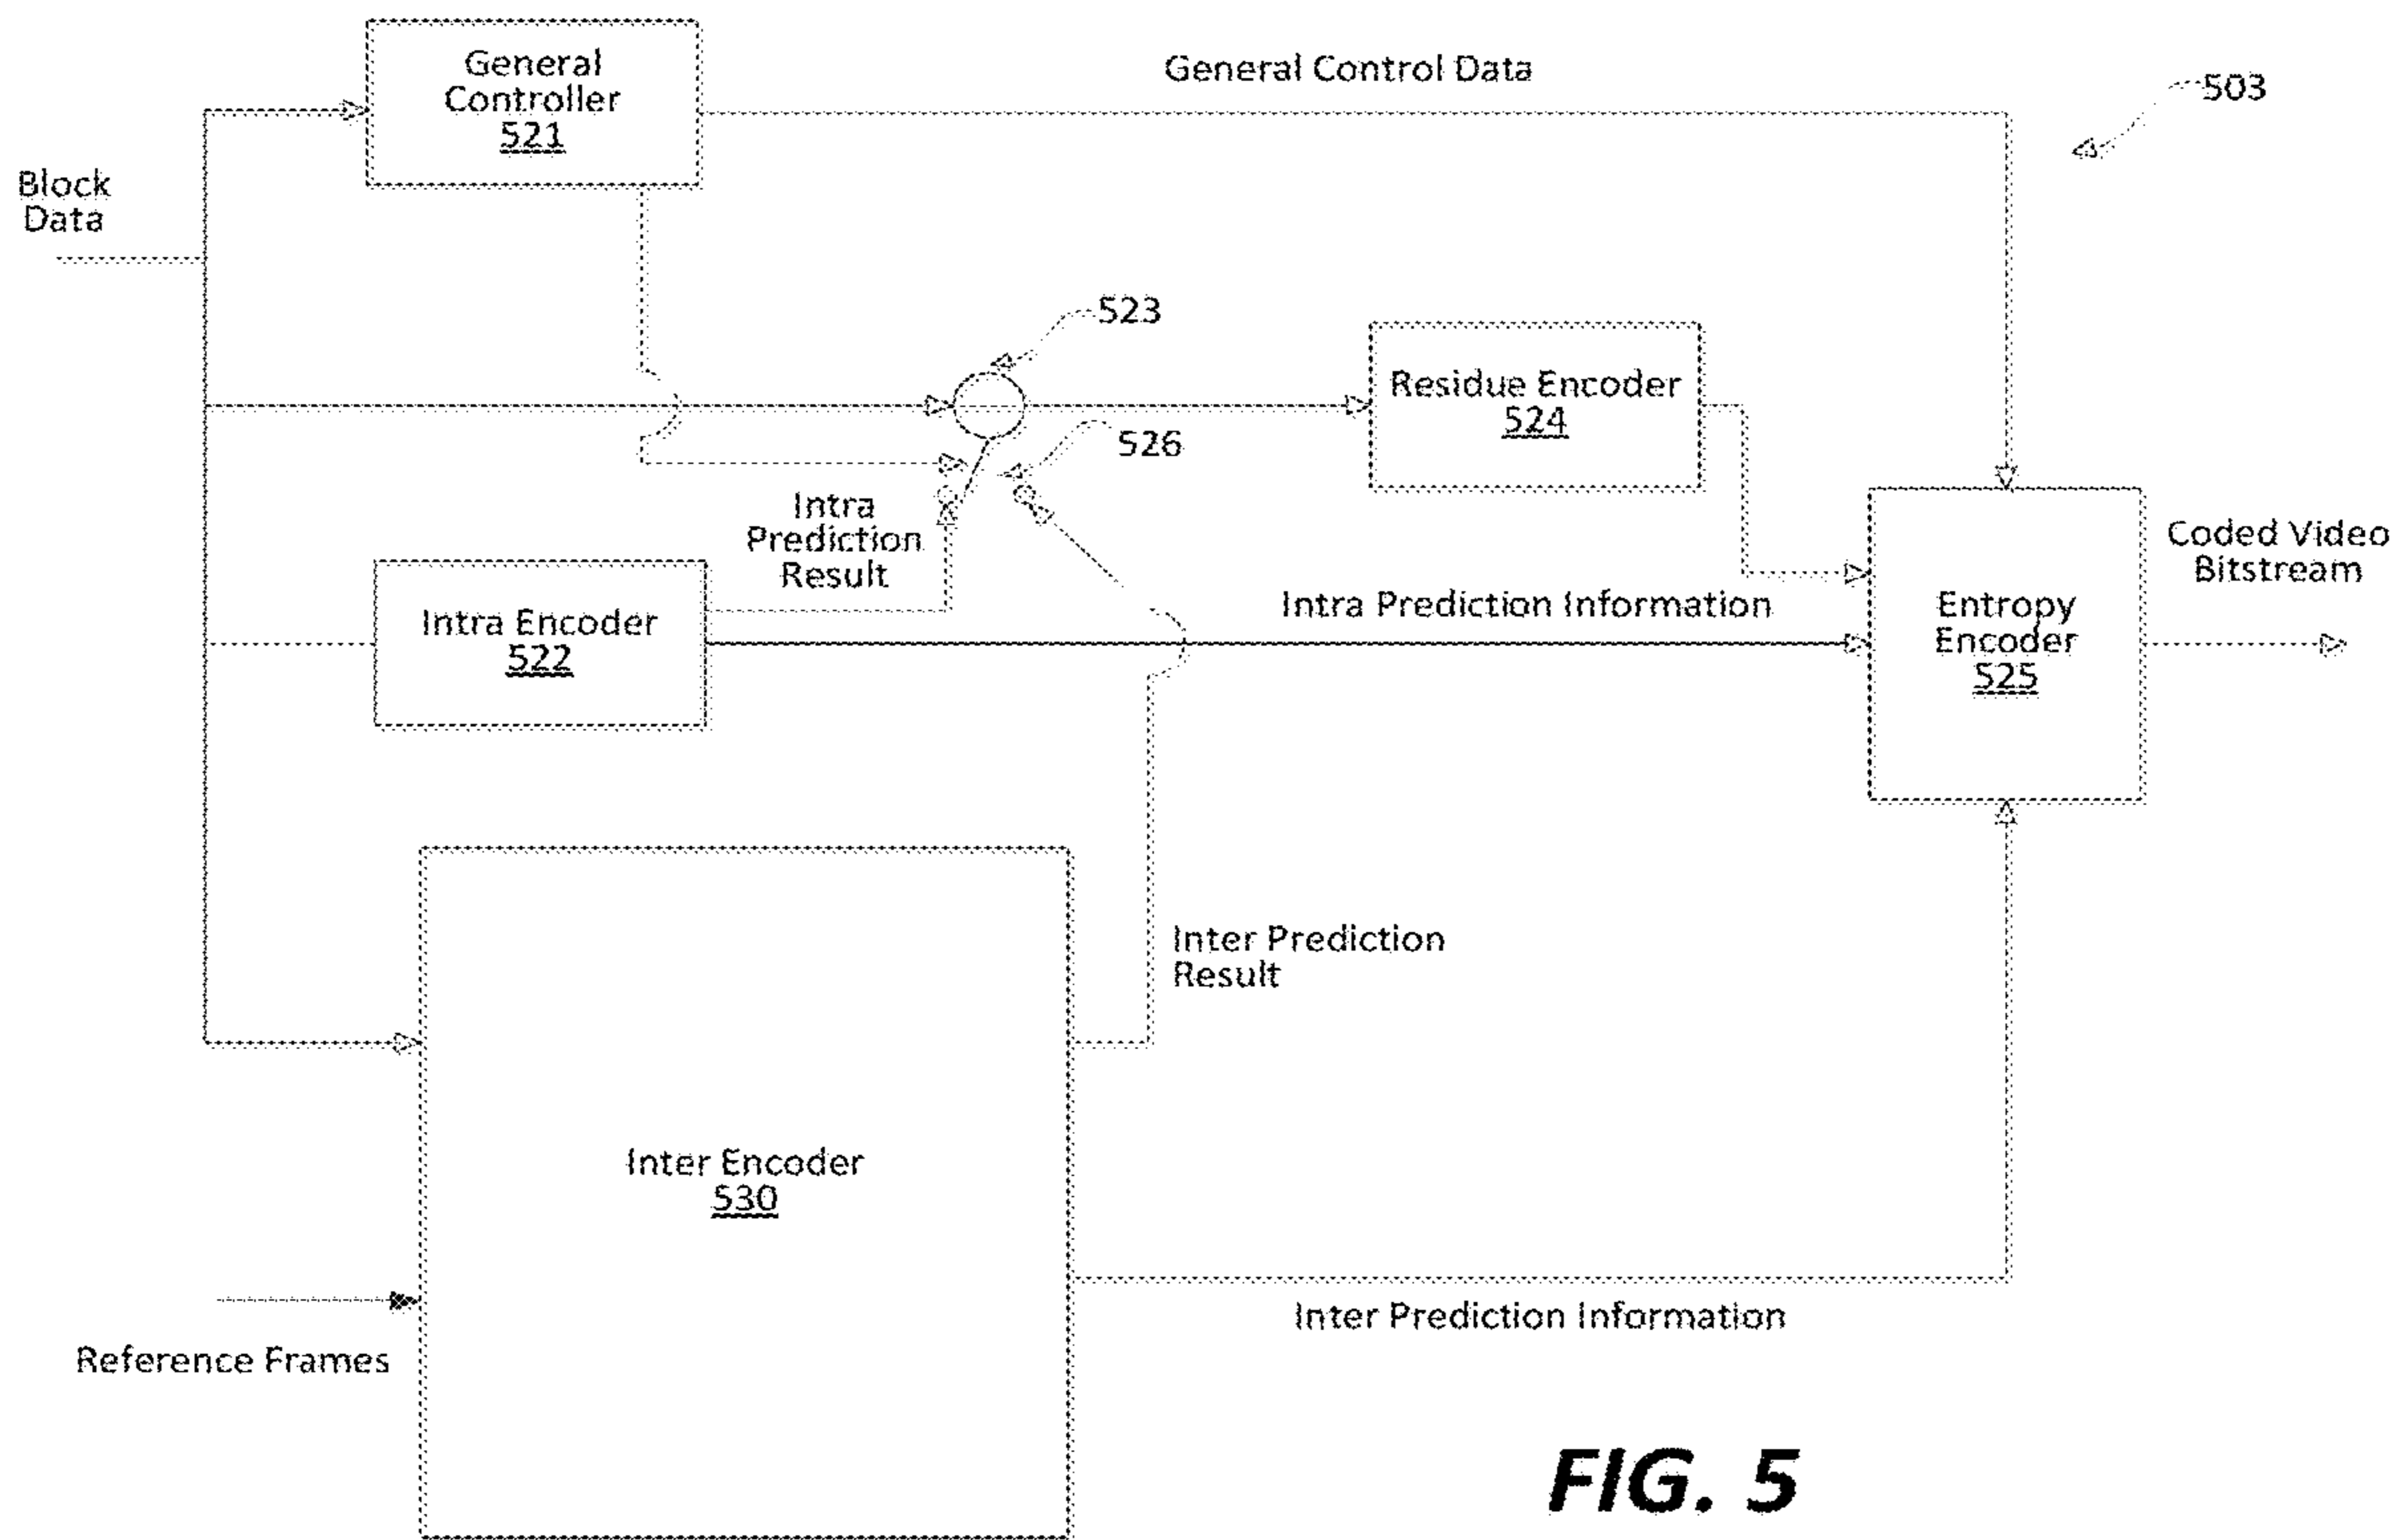 General
Controller
521
General Control Data
503
Block
Data
523
Residue Encoder
524
526
Intra
Prediction
Result
Coded Video
Bitstream
Intra Encoder
522
Intra Prediction Information
Entropy
Encoder
525
Inter Prediction
Result
Inter Encoder
530
Inter Prediction Information
Reference Frames
FIG. 5